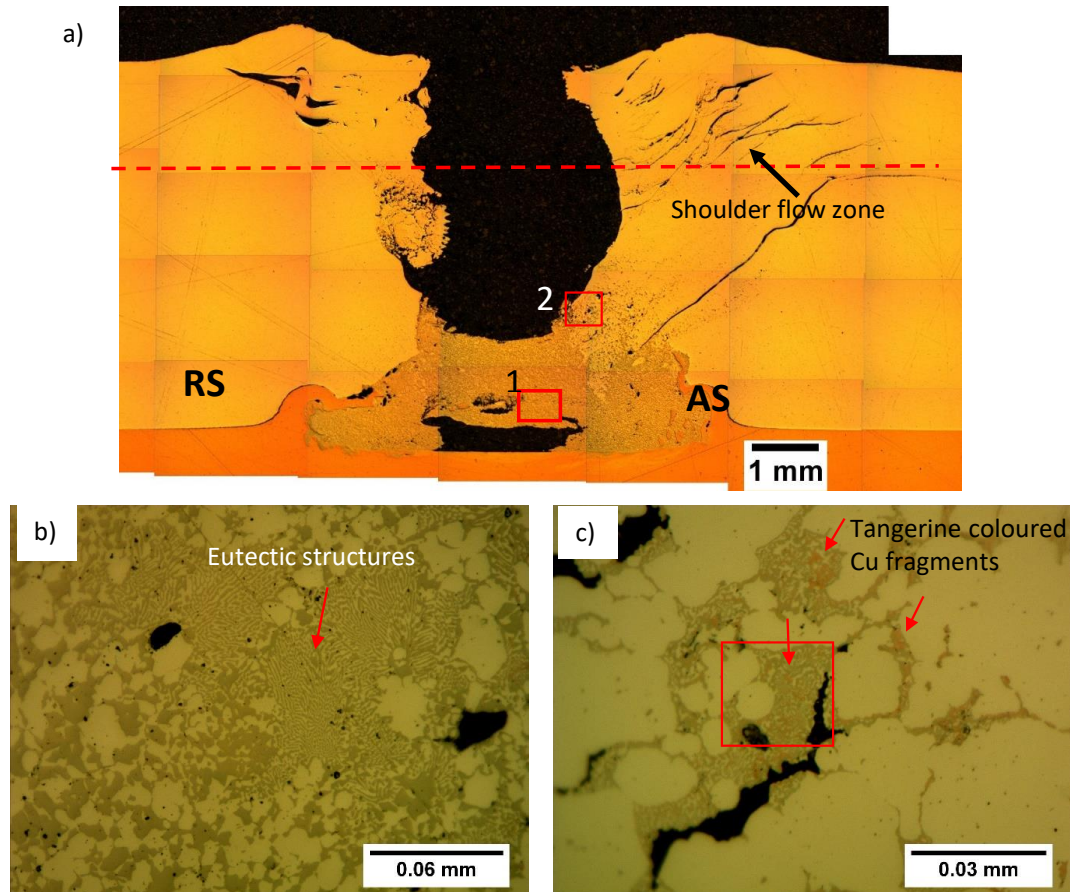 a)
Shoulder flow zone
2
1
RS
AS
1 mm
b)
Eutectic structures
0.06 mm
c)
Tangerine coloured
Cu fragments
0.03 mm